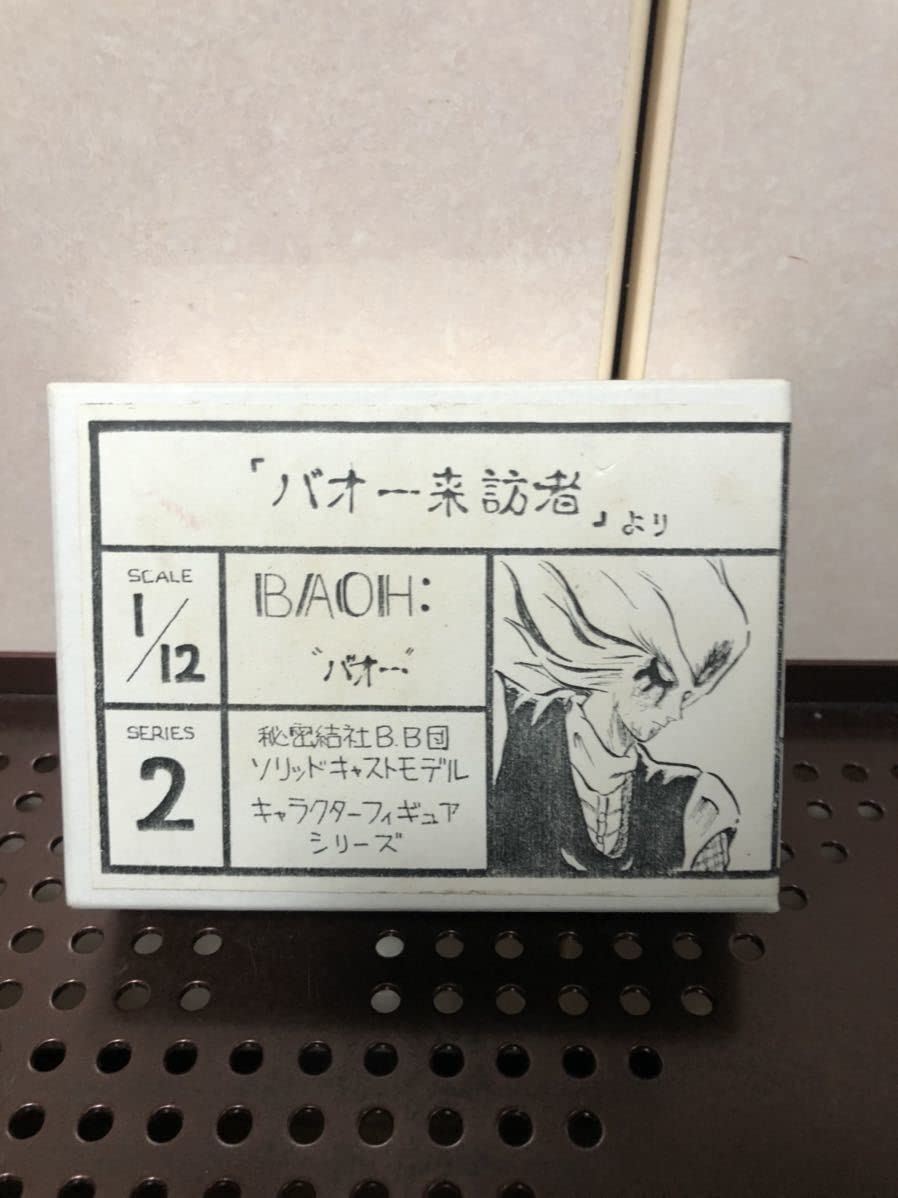 「バオー来訪者」より
SCALE
1/12
BAOH:
"バオー"
SERIES
2
秘密結社B.B団
ソリッドキャストモデル
キャラクターフィギュア
シリーズ